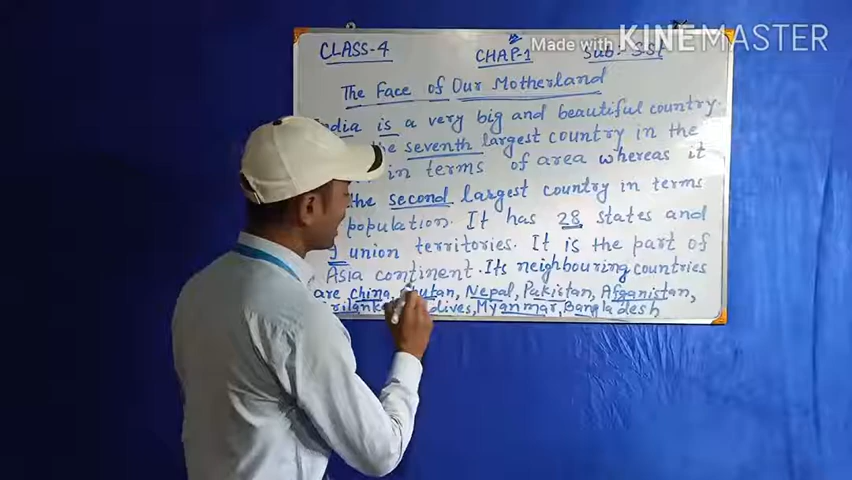 Made with KINEMASTER
CLASS-4 CHAP-1 Sub:- SST
The Face of Our Motherland
India is a very big and beautiful country.
the seventh largest country in the
in terms of area whereas it
the second largest country in terms
population. It has 28 states and
9 union territories. It is the part of
Asia continent. Its neighbouring countries
are china, Nepal, Pakistan, Afganistan,
Myanmar, Bangladesh